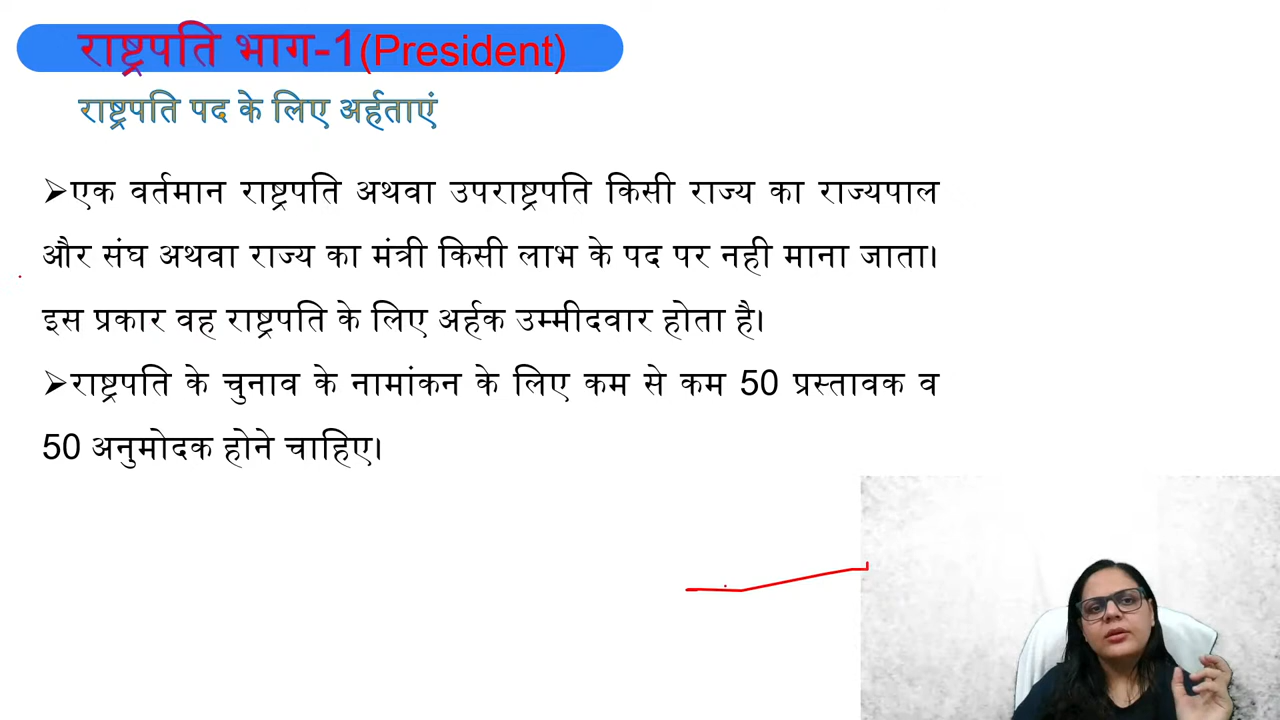 राष्ट्रपति भाग-1(President)
राष्ट्रपति पद के लिए अर्हताएं
➢एक वर्तमान राष्ट्रपति अथवा उपराष्ट्रपति किसी राज्य का राज्यपाल
और संघ अथवा राज्य का मंत्री किसी लाभ के पद पर नही माना जाता।
इस प्रकार वह राष्ट्रपति के लिए अर्हक उम्मीदवार होता है।
➢राष्ट्रपति के चुनाव के नामांकन के लिए कम से कम 50 प्रस्तावक व
50 अनुमोदक होने चाहिए।